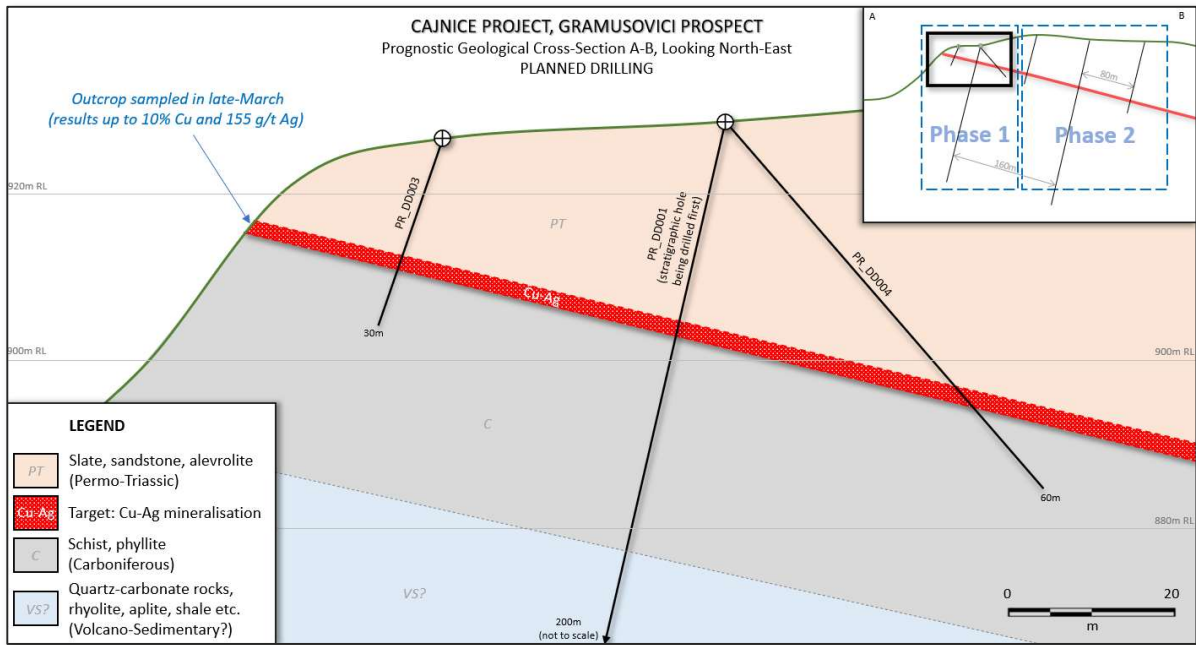 CAJNICE PROJECT, GRAMUSOVICI PROSPECT
Prognostic Geological Cross-Section A-B, Looking North-East
PLANNED DRILLING
A
B
80m
Phase 1
Phase 2
160m
Outcrop sampled in late-March
(results up to 10% Cu and 155 g/t Ag)
920m RL
PR_DD003
PT
PR_DD001
(stratigraphic hole
being drilled first)
PR_DD004
Cu-Ag
30m
900m RL
900m RL
C
60m
880m RL
VS?
200m
(not to scale)
0
20
m
LEGEND
PT
Slate, sandstone, alevrolite
(Permo-Triassic)
Cu-Ag
Target: Cu-Ag mineralisation
C
Schist, phyllite
(Carboniferous)
VS?
Quartz-carbonate rocks,
rhyolite, aplite, shale etc.
(Volcano-Sedimentary?)